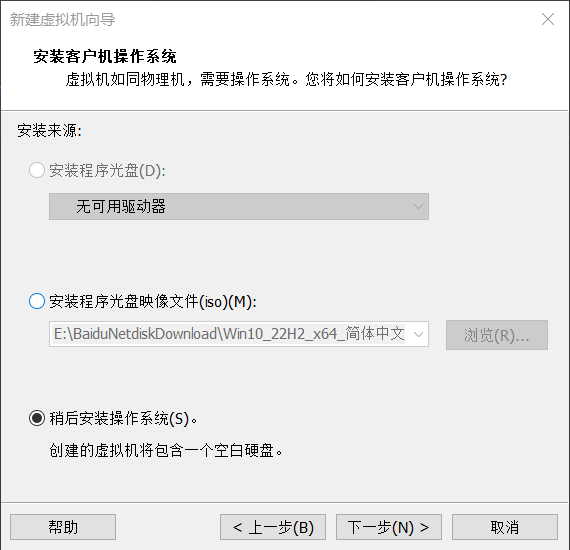 新建虚拟机向导
安装客户机操作系统
虚拟机如同物理机，需要操作系统。您将如何安装客户机操作系统?
安装来源:
安装程序光盘(D):
无可用驱动器
安装程序光盘映像文件(iso)(M):
E:\BaiduNetdiskDownload\Win10_22H2_x64_简体中文
浏览(R)...
稍后安装操作系统(S)。
创建的虚拟机将包含一个空白硬盘。
帮助
< 上一步(B)
下一步(N) >
取消